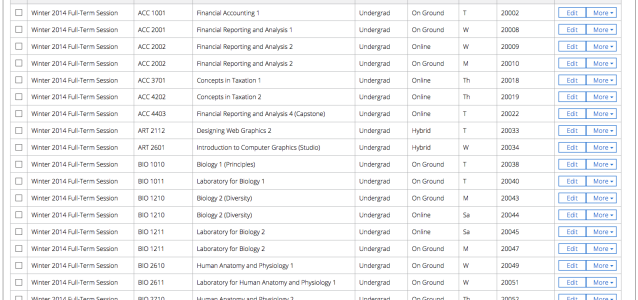 Winter 2014 Full-Term Session ACC 1001 Financial Accounting 1 Undergrad On Ground T 20002 Edit More
Winter 2014 Full-Term Session ACC 2001 Financial Reporting and Analysis 1 Undergrad On Ground W 20008 Edit More
Winter 2014 Full-Term Session ACC 2002 Financial Reporting and Analysis 2 Undergrad Online W 20009 Edit More
Winter 2014 Full-Term Session ACC 2002 Financial Reporting and Analysis 2 Undergrad On Ground M 20010 Edit More
Winter 2014 Full-Term Session ACC 3701 Concepts in Taxation 1 Undergrad Online Th 20018 Edit More
Winter 2014 Full-Term Session ACC 4202 Concepts in Taxation 2 Undergrad Online Th 20019 Edit More
Winter 2014 Full-Term Session ACC 4403 Financial Reporting and Analysis 4 (Capstone) Undergrad Online T 20022 Edit More
Winter 2014 Full-Term Session ART 2112 Designing Web Graphics 2 Undergrad Hybrid T 20033 Edit More
Winter 2014 Full-Term Session ART 2601 Introduction to Computer Graphics (Studio) Undergrad Hybrid W 20034 Edit More
Winter 2014 Full-Term Session BIO 1010 Biology 1 (Principles) Undergrad On Ground T 20038 Edit More
Winter 2014 Full-Term Session BIO 1011 Laboratory for Biology 1 Undergrad On Ground T 20040 Edit More
Winter 2014 Full-Term Session BIO 1210 Biology 2 (Diversity) Undergrad On Ground M 20043 Edit More
Winter 2014 Full-Term Session BIO 1210 Biology 2 (Diversity) Undergrad Online Sa 20044 Edit More
Winter 2014 Full-Term Session BIO 1211 Laboratory for Biology 2 Undergrad Online Sa 20045 Edit More
Winter 2014 Full-Term Session BIO 1211 Laboratory for Biology 2 Undergrad On Ground M 20047 Edit More
Winter 2014 Full-Term Session BIO 2610 Human Anatomy and Physiology 1 Undergrad On Ground W 20049 Edit More
Winter 2014 Full-Term Session BIO 2611 Laboratory for Human Anatomy and Physiology 1 Undergrad On Ground W 20051 Edit More
Winter 2014 Full-Term Session BIO 2710 Human Anatomy and Physiology 2 Undergrad On Ground Th 20052 Edit More